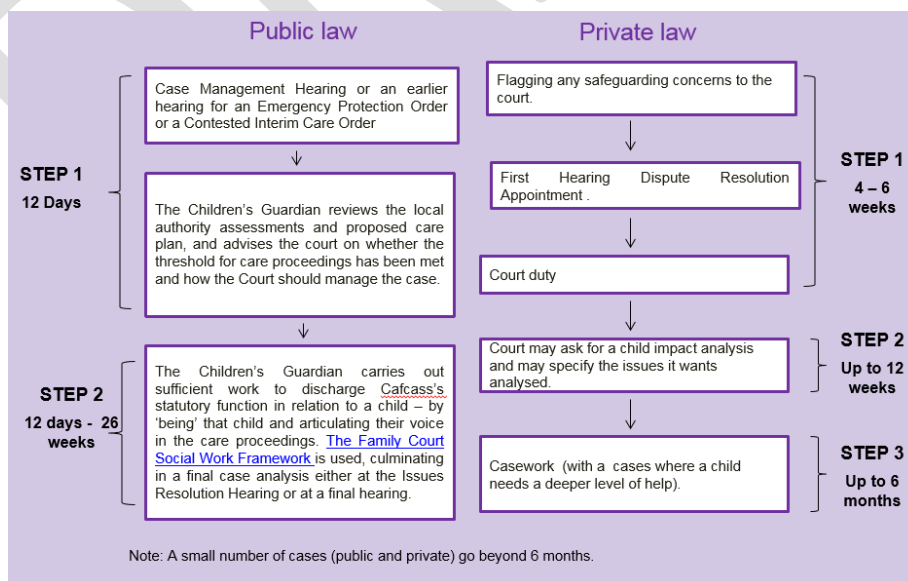 Public law
Case Management Hearing or an earlier
hearing for an Emergency Protection Order
or a Contested Interim Care Order
STEP 1
12 Days
The Children's Guardian reviews the local
authority assessments and proposed care
plan, and advises the court on whether the
threshold for care proceedings has been met
and how the Court should manage the case.
STEP 2
12 days - 26
weeks
The Children's Guardian carries out
sufficient work to discharge Cafcass's
statutory function in relation to a child – by
'being' that child and articulating their voice
in the care proceedings. The Family Court
Social Work Framework is used, culminating
in a final case analysis either at the Issues
Resolution Hearing or at a final hearing.
Private law
Flagging any safeguarding concerns to the
court.
First Hearing Dispute Resolution
Appointment .
Court duty
STEP 1
4 – 6
weeks
Court may ask for a child impact analysis
and may specify the issues it wants
analysed.
STEP 2
Up to 12
weeks
Casework (with a cases where a child
needs a deeper level of help).
STEP 3
Up to 6
months
Note: A small number of cases (public and private) go beyond 6 months.